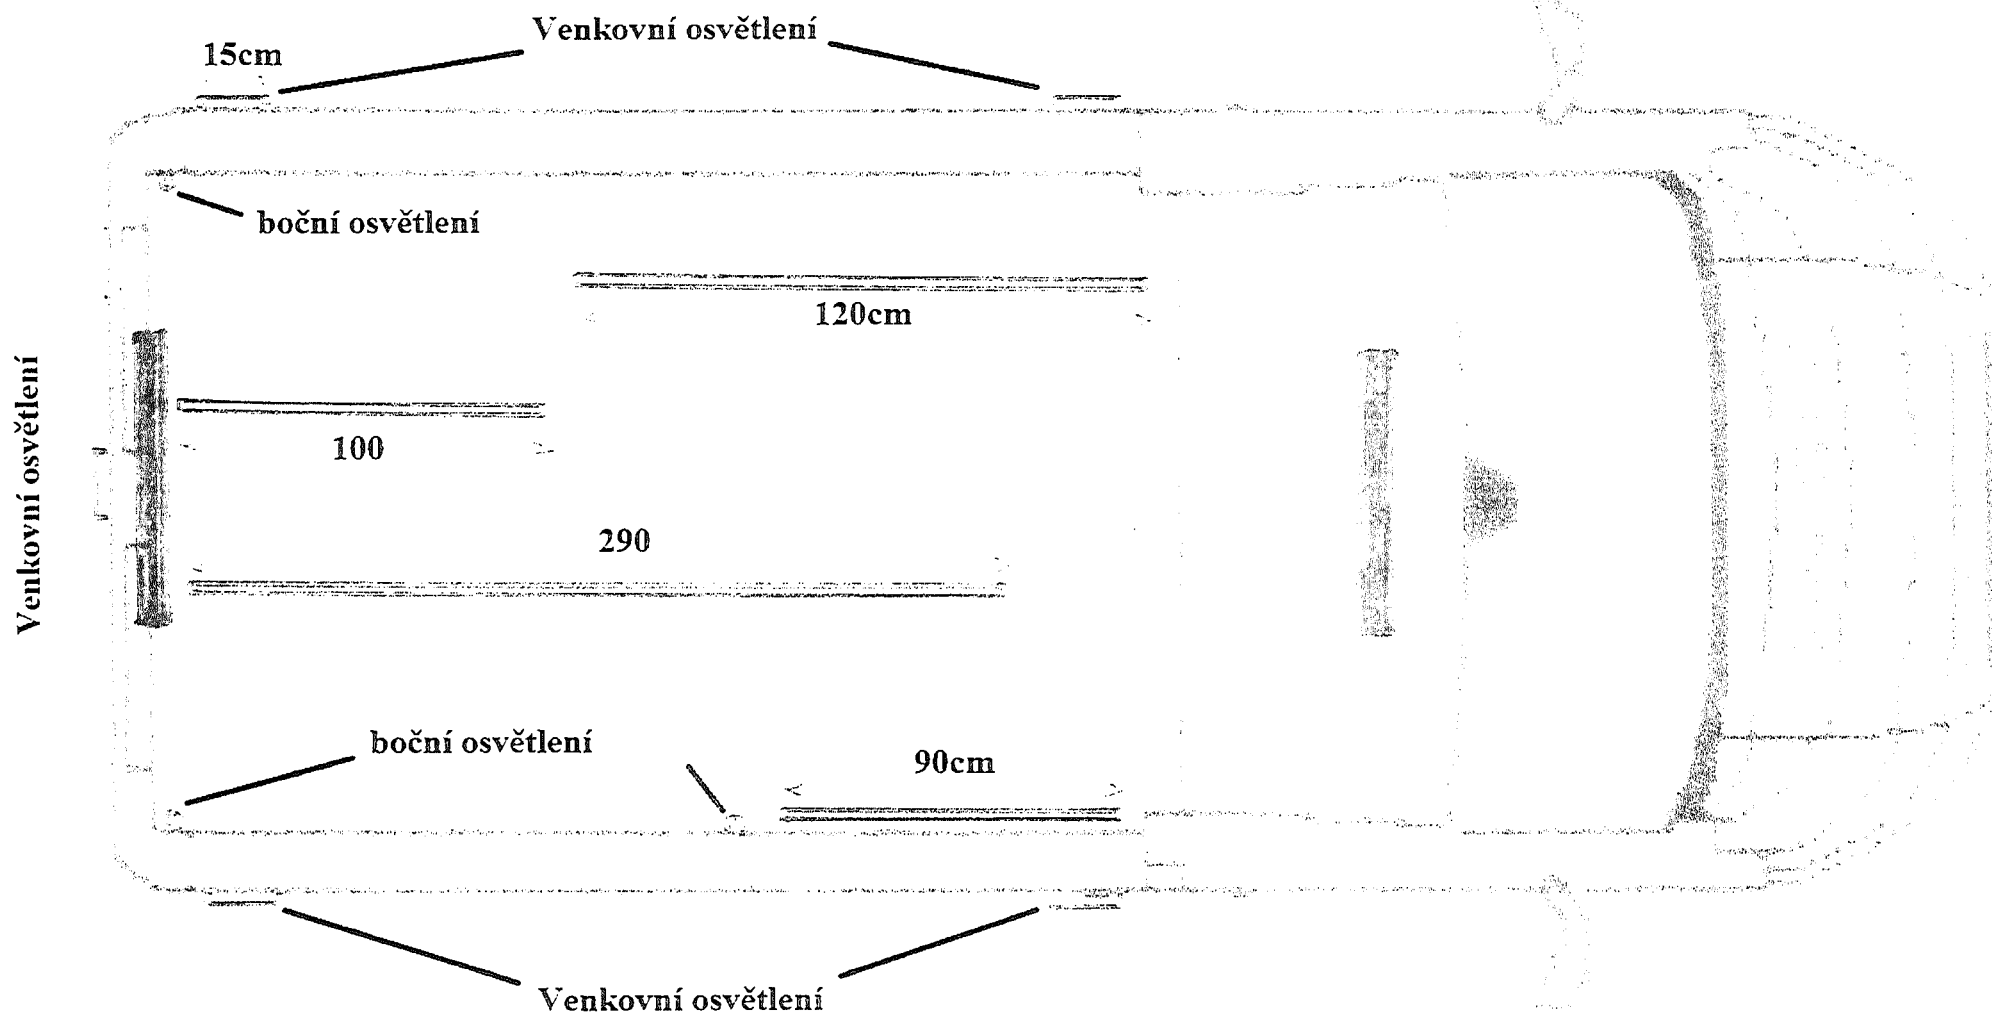 Venkovní osvětlení
15cm
boční osvětlení
120cm
100
Venkovní osvětlení
290
boční osvětlení
90cm
Venkovní osvětlení